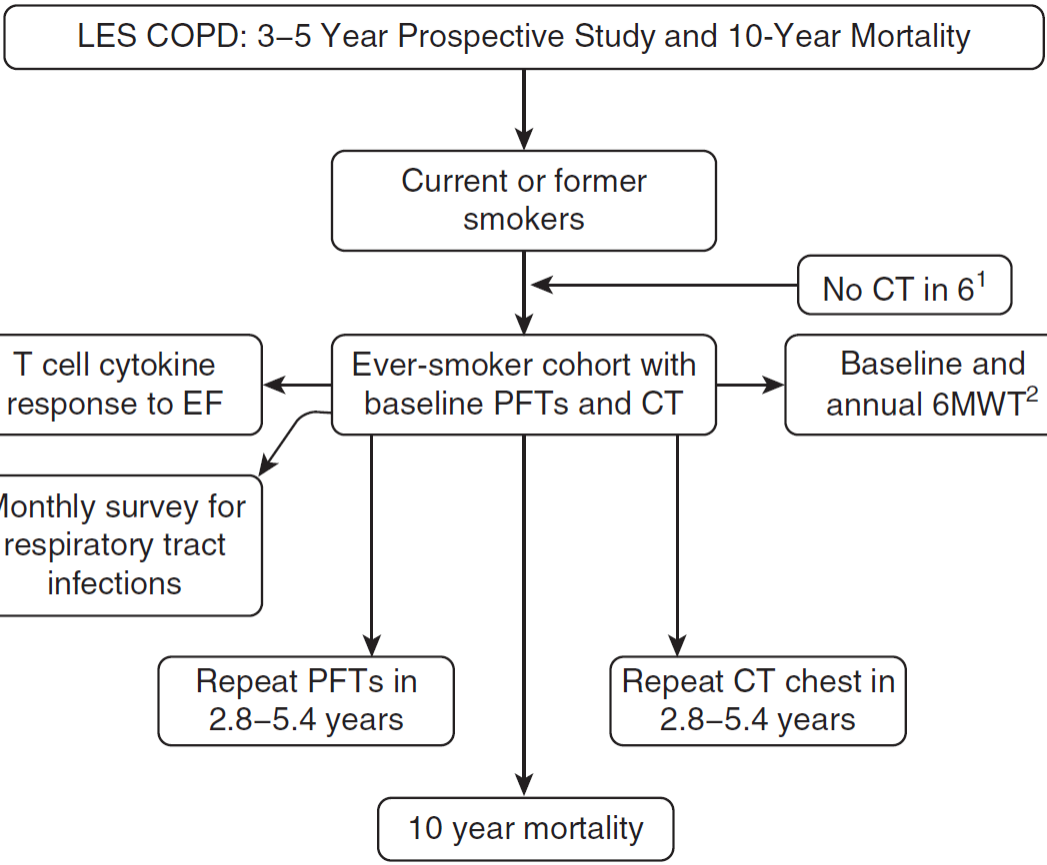 LES COPD: 3–5 Year Prospective Study and 10-Year Mortality
Current or former
smokers
No CT in 6¹
T cell cytokine
response to EF
Ever-smoker cohort with
baseline PFTs and CT
Baseline and
annual 6MWT²
Monthly survey for
respiratory tract
infections
Repeat PFTs in
2.8–5.4 years
Repeat CT chest in
2.8–5.4 years
10 year mortality